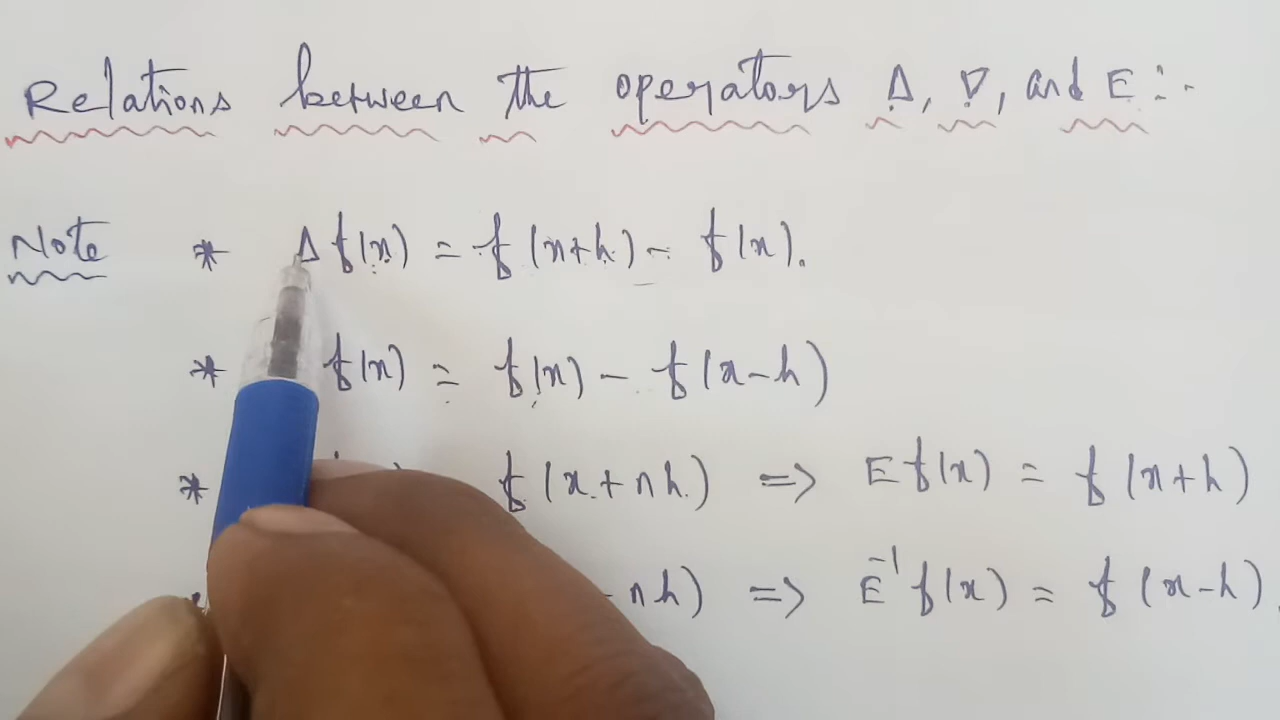 Relations between the operators Δ, ∇, and E :-
Note * Δ f(x) = f(x+h) - f(x).
* f(x) = f(x) - f(x-h)
* f(x+nh) => E f(x) = f(x+h)
- nh) => E⁻¹ f(x) = f(x-h).